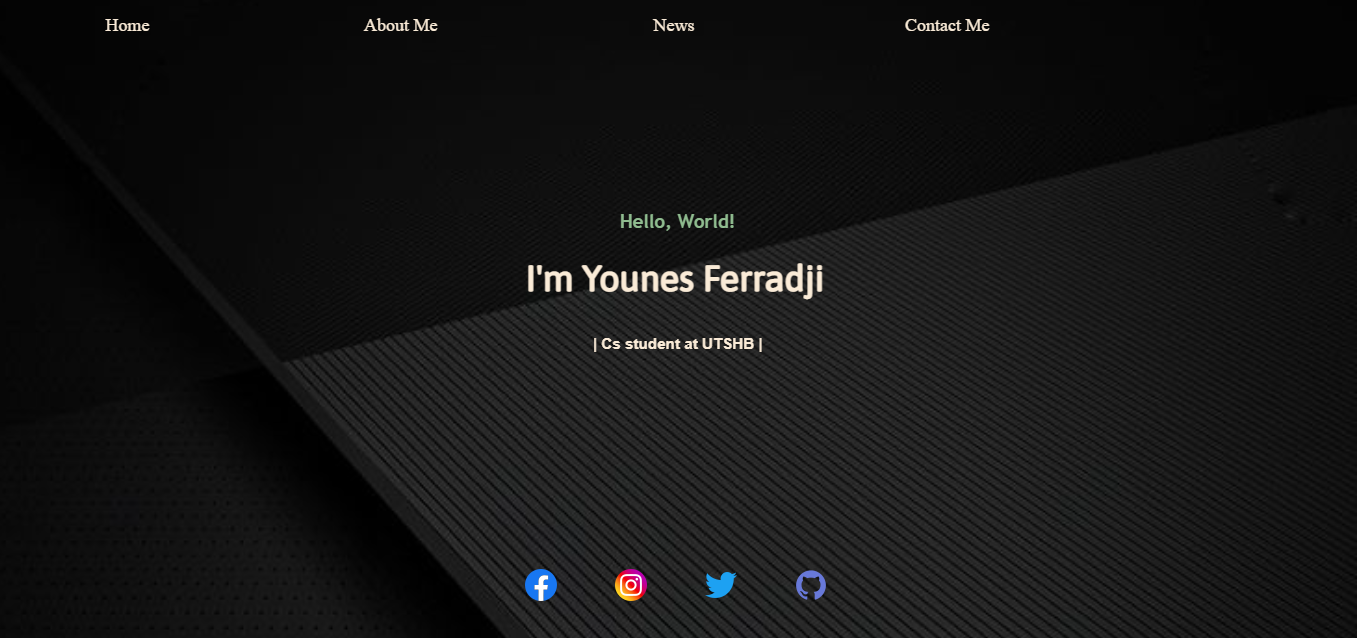 Home About Me News Contact Me
Hello, World!
I'm Younes Ferradji
| Cs student at UTSHB |